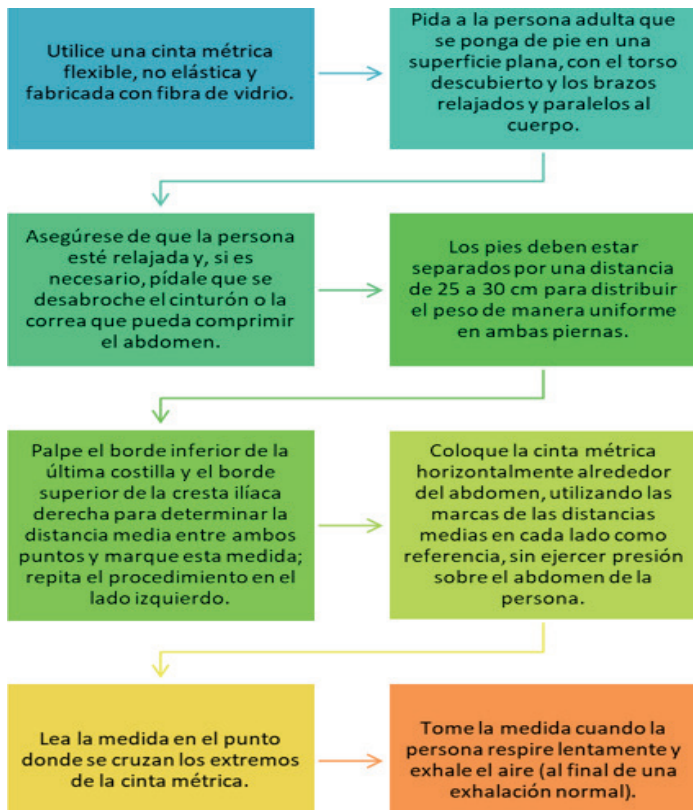 Utilice una cinta métrica
flexible, no elástica y
fabricada con fibra de vidrio.
Pida a la persona adulta que
se ponga de pie en una
superficie plana, con el torso
descubierto y los brazos
relajados y paralelos al
cuerpo.
Asegúrese de que la persona
esté relajada y, si es
necesario, pídale que se
desabroche el cinturón o la
correa que pueda comprimir
el abdomen.
Los pies deben estar
separados por una distancia
de 25 a 30 cm para distribuir
el peso de manera uniforme
en ambas piernas.
Palpe el borde inferior de la
última costilla y el borde
superior de la cresta ilíaca
derecha para determinar la
distancia media entre ambos
puntos y marque esta medida;
repita el procedimiento en el
lado izquierdo.
Coloque la cinta métrica
horizontalmente alrededor
del abdomen, utilizando las
marcas de las distancias
medias en cada lado como
referencia, sin ejercer presión
sobre el abdomen de la
persona.
Lea la medida en el punto
donde se cruzan los extremos
de la cinta métrica.
Tome la medida cuando la
persona respire lentamente y
exhale el aire (al final de una
exhalación normal).